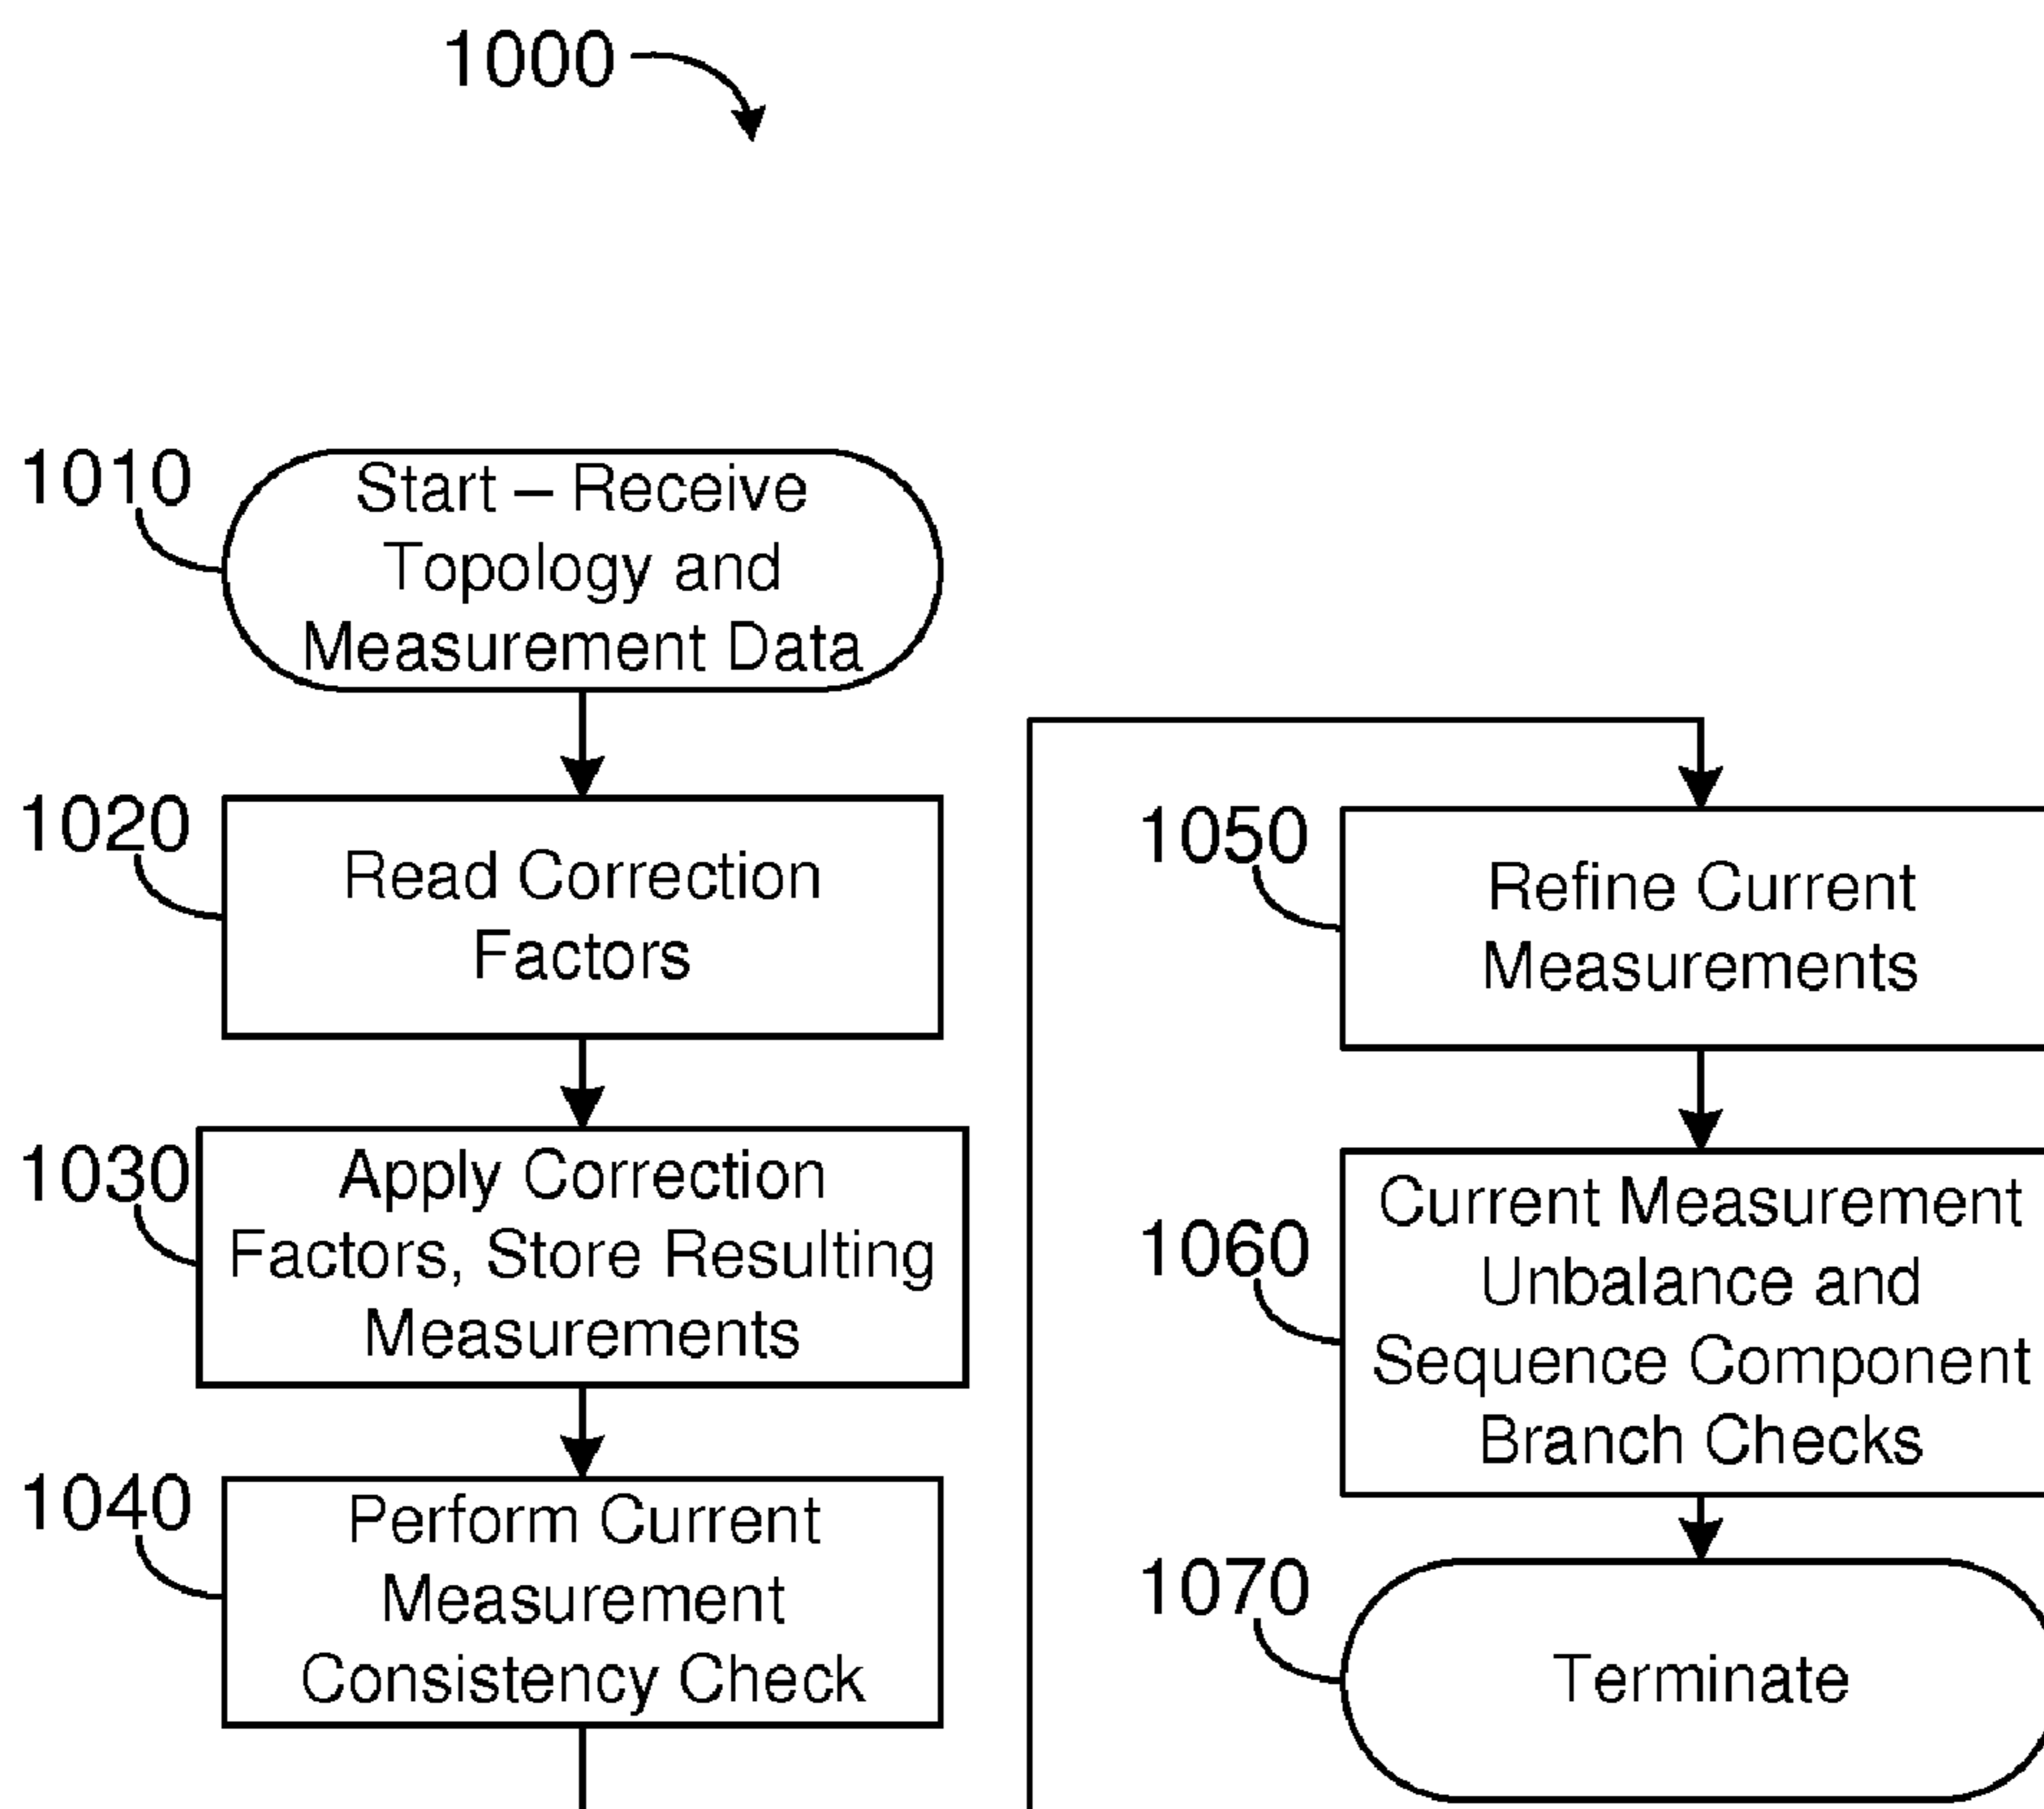 1000
1010
Start – Receive
Topology and
Measurement Data
1020
Read Correction
Factors
1030
Apply Correction
Factors, Store Resulting
Measurements
1040
Perform Current
Measurement
Consistency Check
1050
Refine Current
Measurements
1060
Current Measurement
Unbalance and
Sequence Component
Branch Checks
1070
Terminate